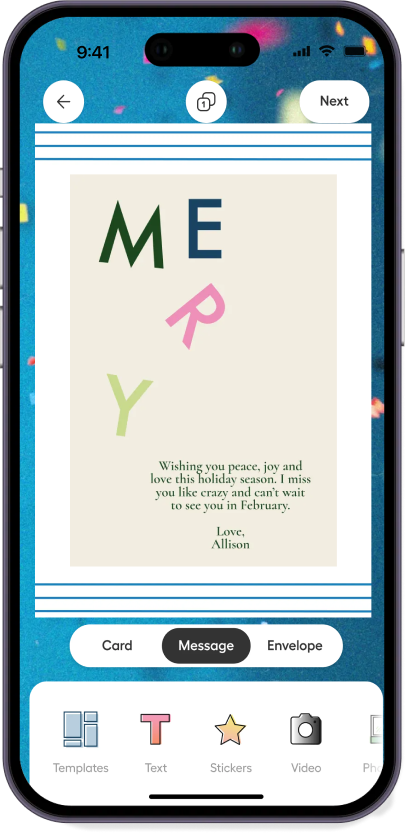 9:41
1
Next
M E
R
Y
Wishing you peace, joy and
love this holiday season. I miss
you like crazy and can't wait
to see you in February.
Love,
Allison
Card Message Envelope
T
Templates Text Stickers Video Ph